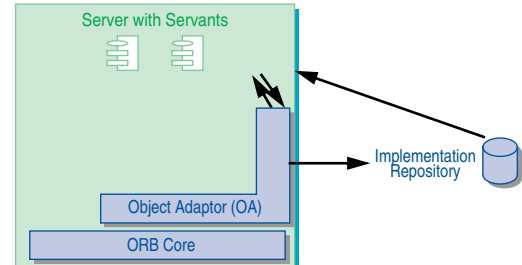 Server with Servants
Implementation
Repository
Object Adaptor (OA)
ORB Core